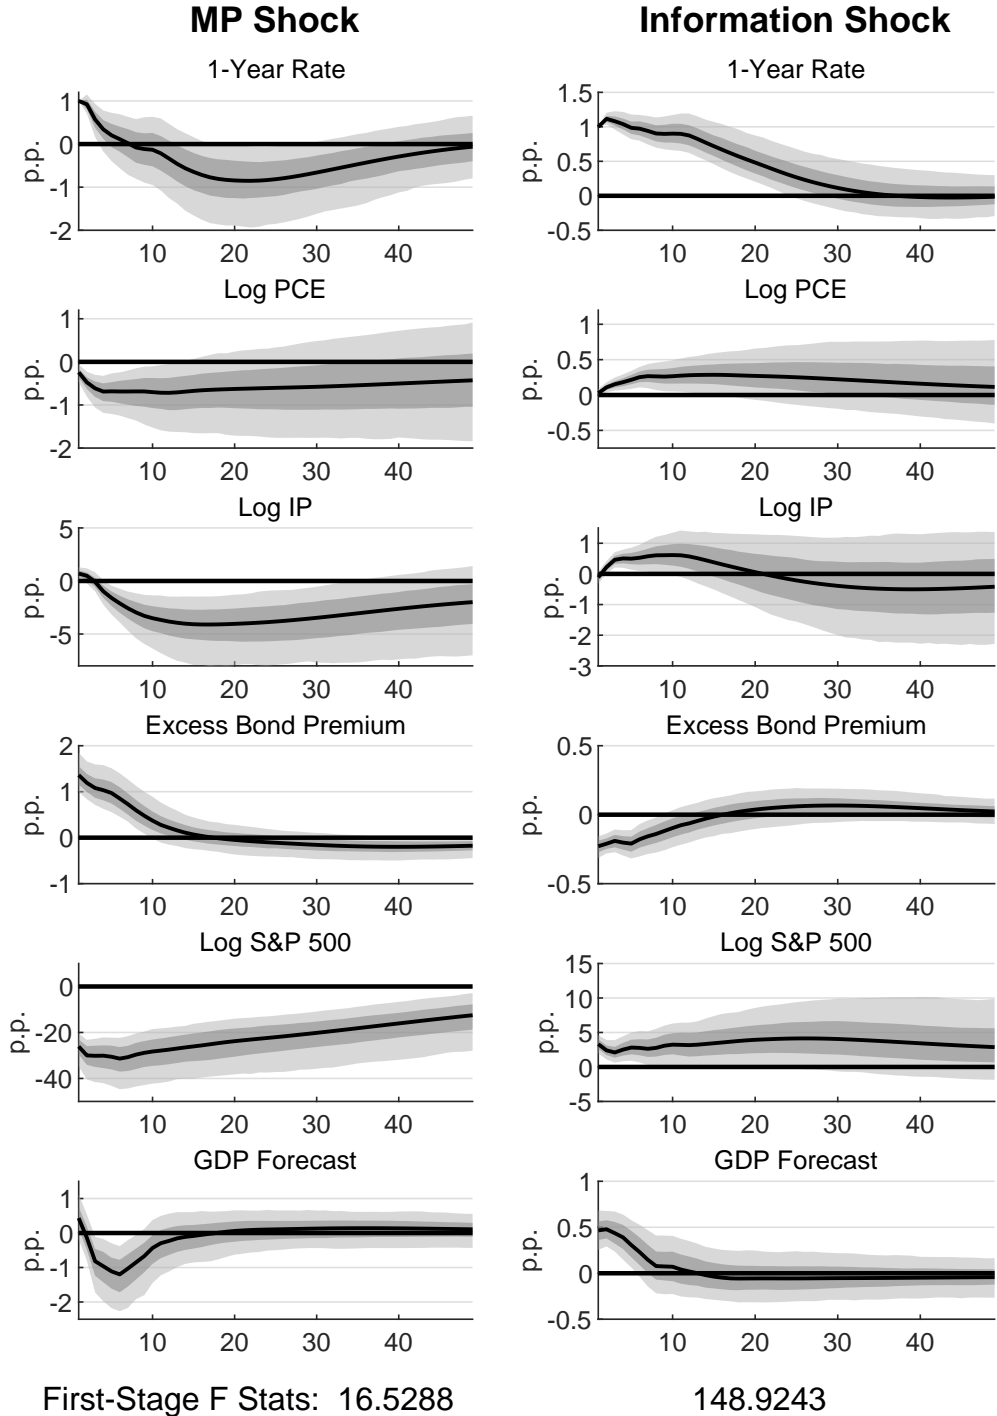 MP Shock Information Shock
1-Year Rate 1-Year Rate
p.p. 1 0 -1 -2 p.p. 1.5 1 0.5 0 -0.5
10 20 30 40 10 20 30 40
Log PCE Log PCE
p.p. 1 0 -1 -2 p.p. 1 0.5 0 -0.5
10 20 30 40 10 20 30 40
Log IP Log IP
p.p. 5 0 -5 p.p. 1 0 -1 -2 -3
10 20 30 40 10 20 30 40
Excess Bond Premium Excess Bond Premium
p.p. 2 1 0 -1 p.p. 0.5 0 -0.5
10 20 30 40 10 20 30 40
Log S&P 500 Log S&P 500
p.p. 0 -20 -40 p.p. 15 10 5 0 -5
10 20 30 40 10 20 30 40
GDP Forecast GDP Forecast
p.p. 1 0 -1 -2 p.p. 1 0.5 0 -0.5
10 20 30 40 10 20 30 40
First-Stage F Stats: 16.5288 148.9243